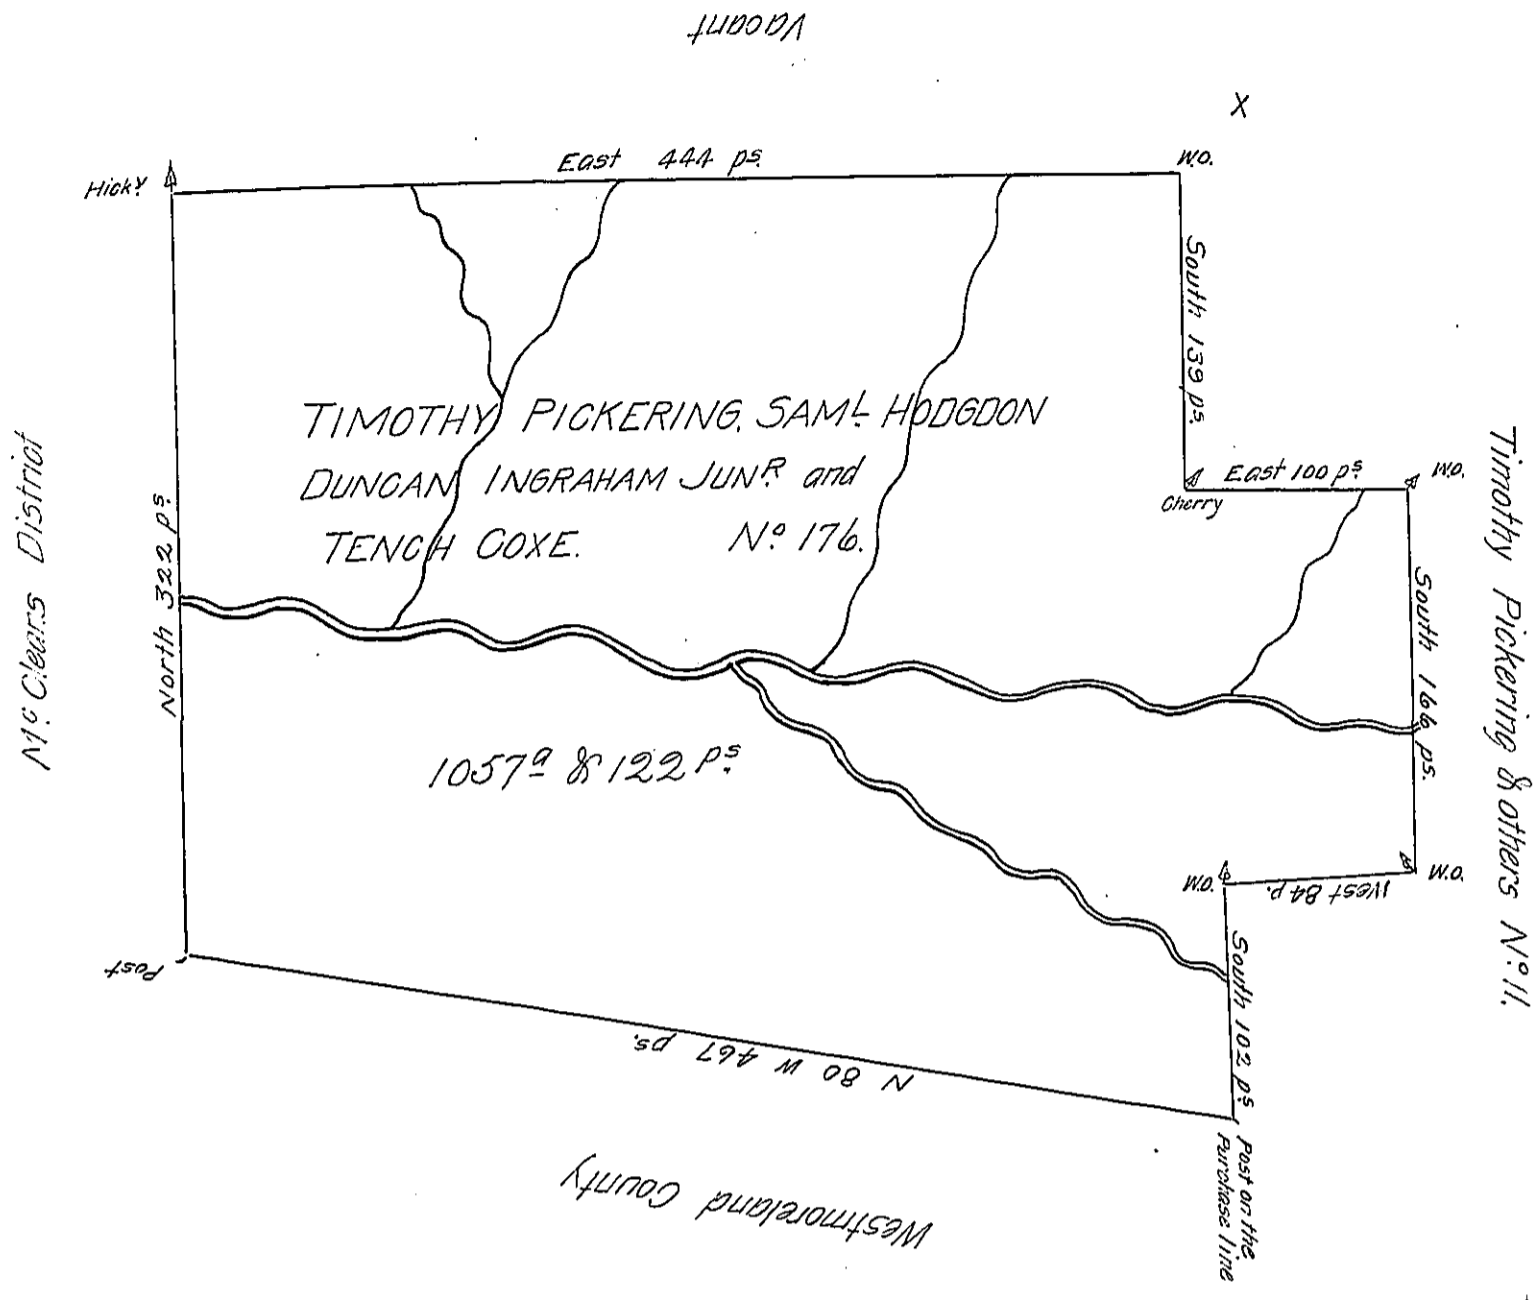 Vacant
X
East 444 ps.
W.O.
Hicky.
South 139 ps.
TIMOTHY PICKERING, SAML. HODGDON
DUNCAN INGRAHAM JUNR. and
TENCH COXE. No. 176.
East 100 ps.
W.O.
Cherry
McClears District
North 322 ps.
South 166 ps.
Timothy Pickering & others No. 11.
1057a & 122 ps.
W.O.
West 84 p.
W.O.
Post
South 102 ps.
N 80 W 467 ps.
Post on the
Purchase line
Westmoreland County